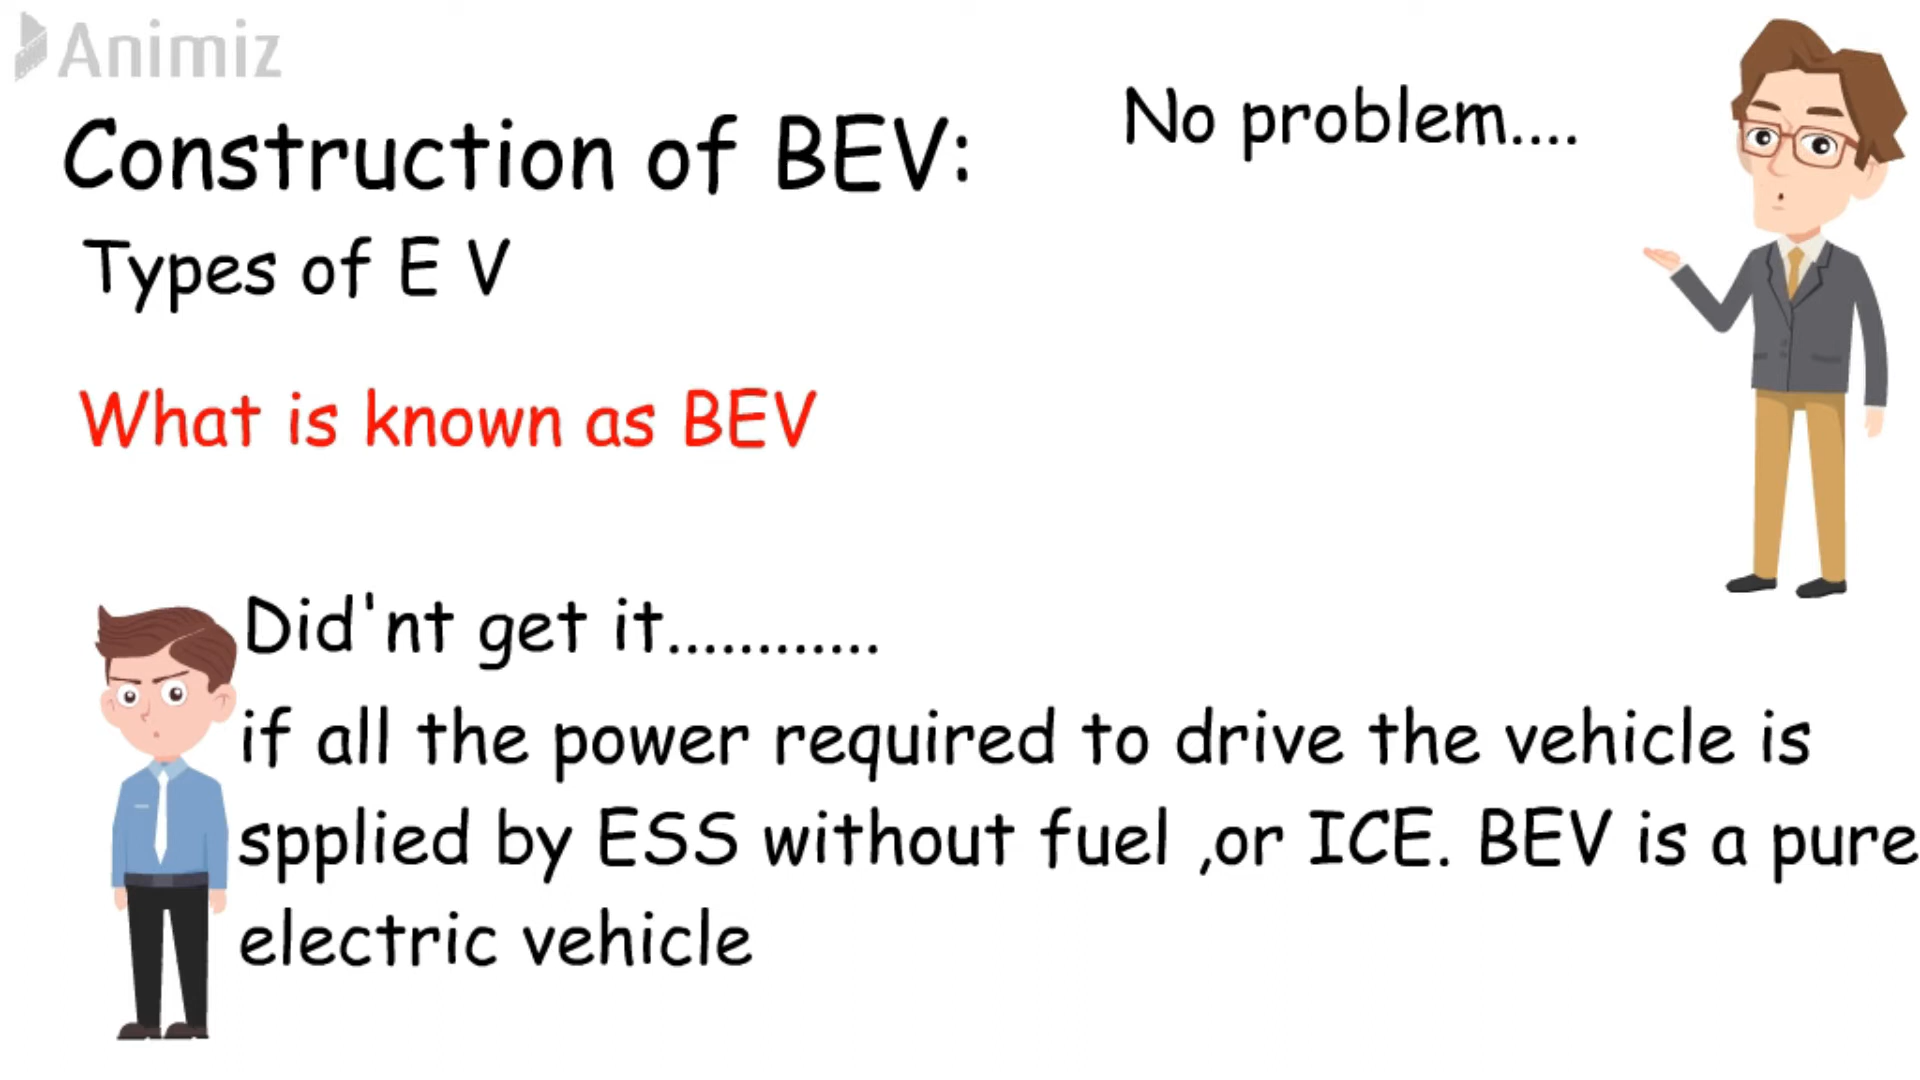 Animiz
Construction of BEV:
No problem....
Types of E V
What is known as BEV
Did'nt get it............
if all the power required to drive the vehicle is
spplied by ESS without fuel ,or ICE. BEV is a pure
electric vehicle